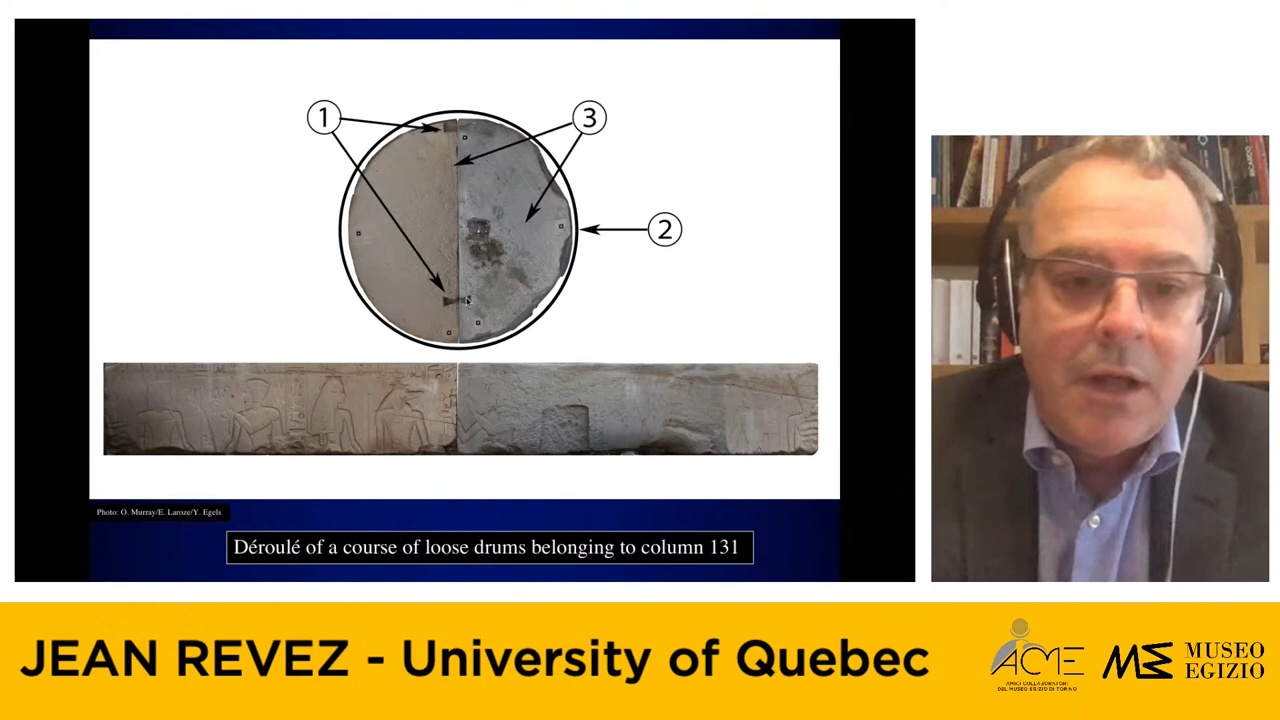 1
3
2
Photo: O. Murray/E. Laroze/Y. Egels
Déroulé of a course of loose drums belonging to column 131
JEAN REVEZ - University of Quebec
ACME
AMICI COLLABORATORI
DEL MUSEO EGIZIO DI TORINO
MUSEO
EGIZIO